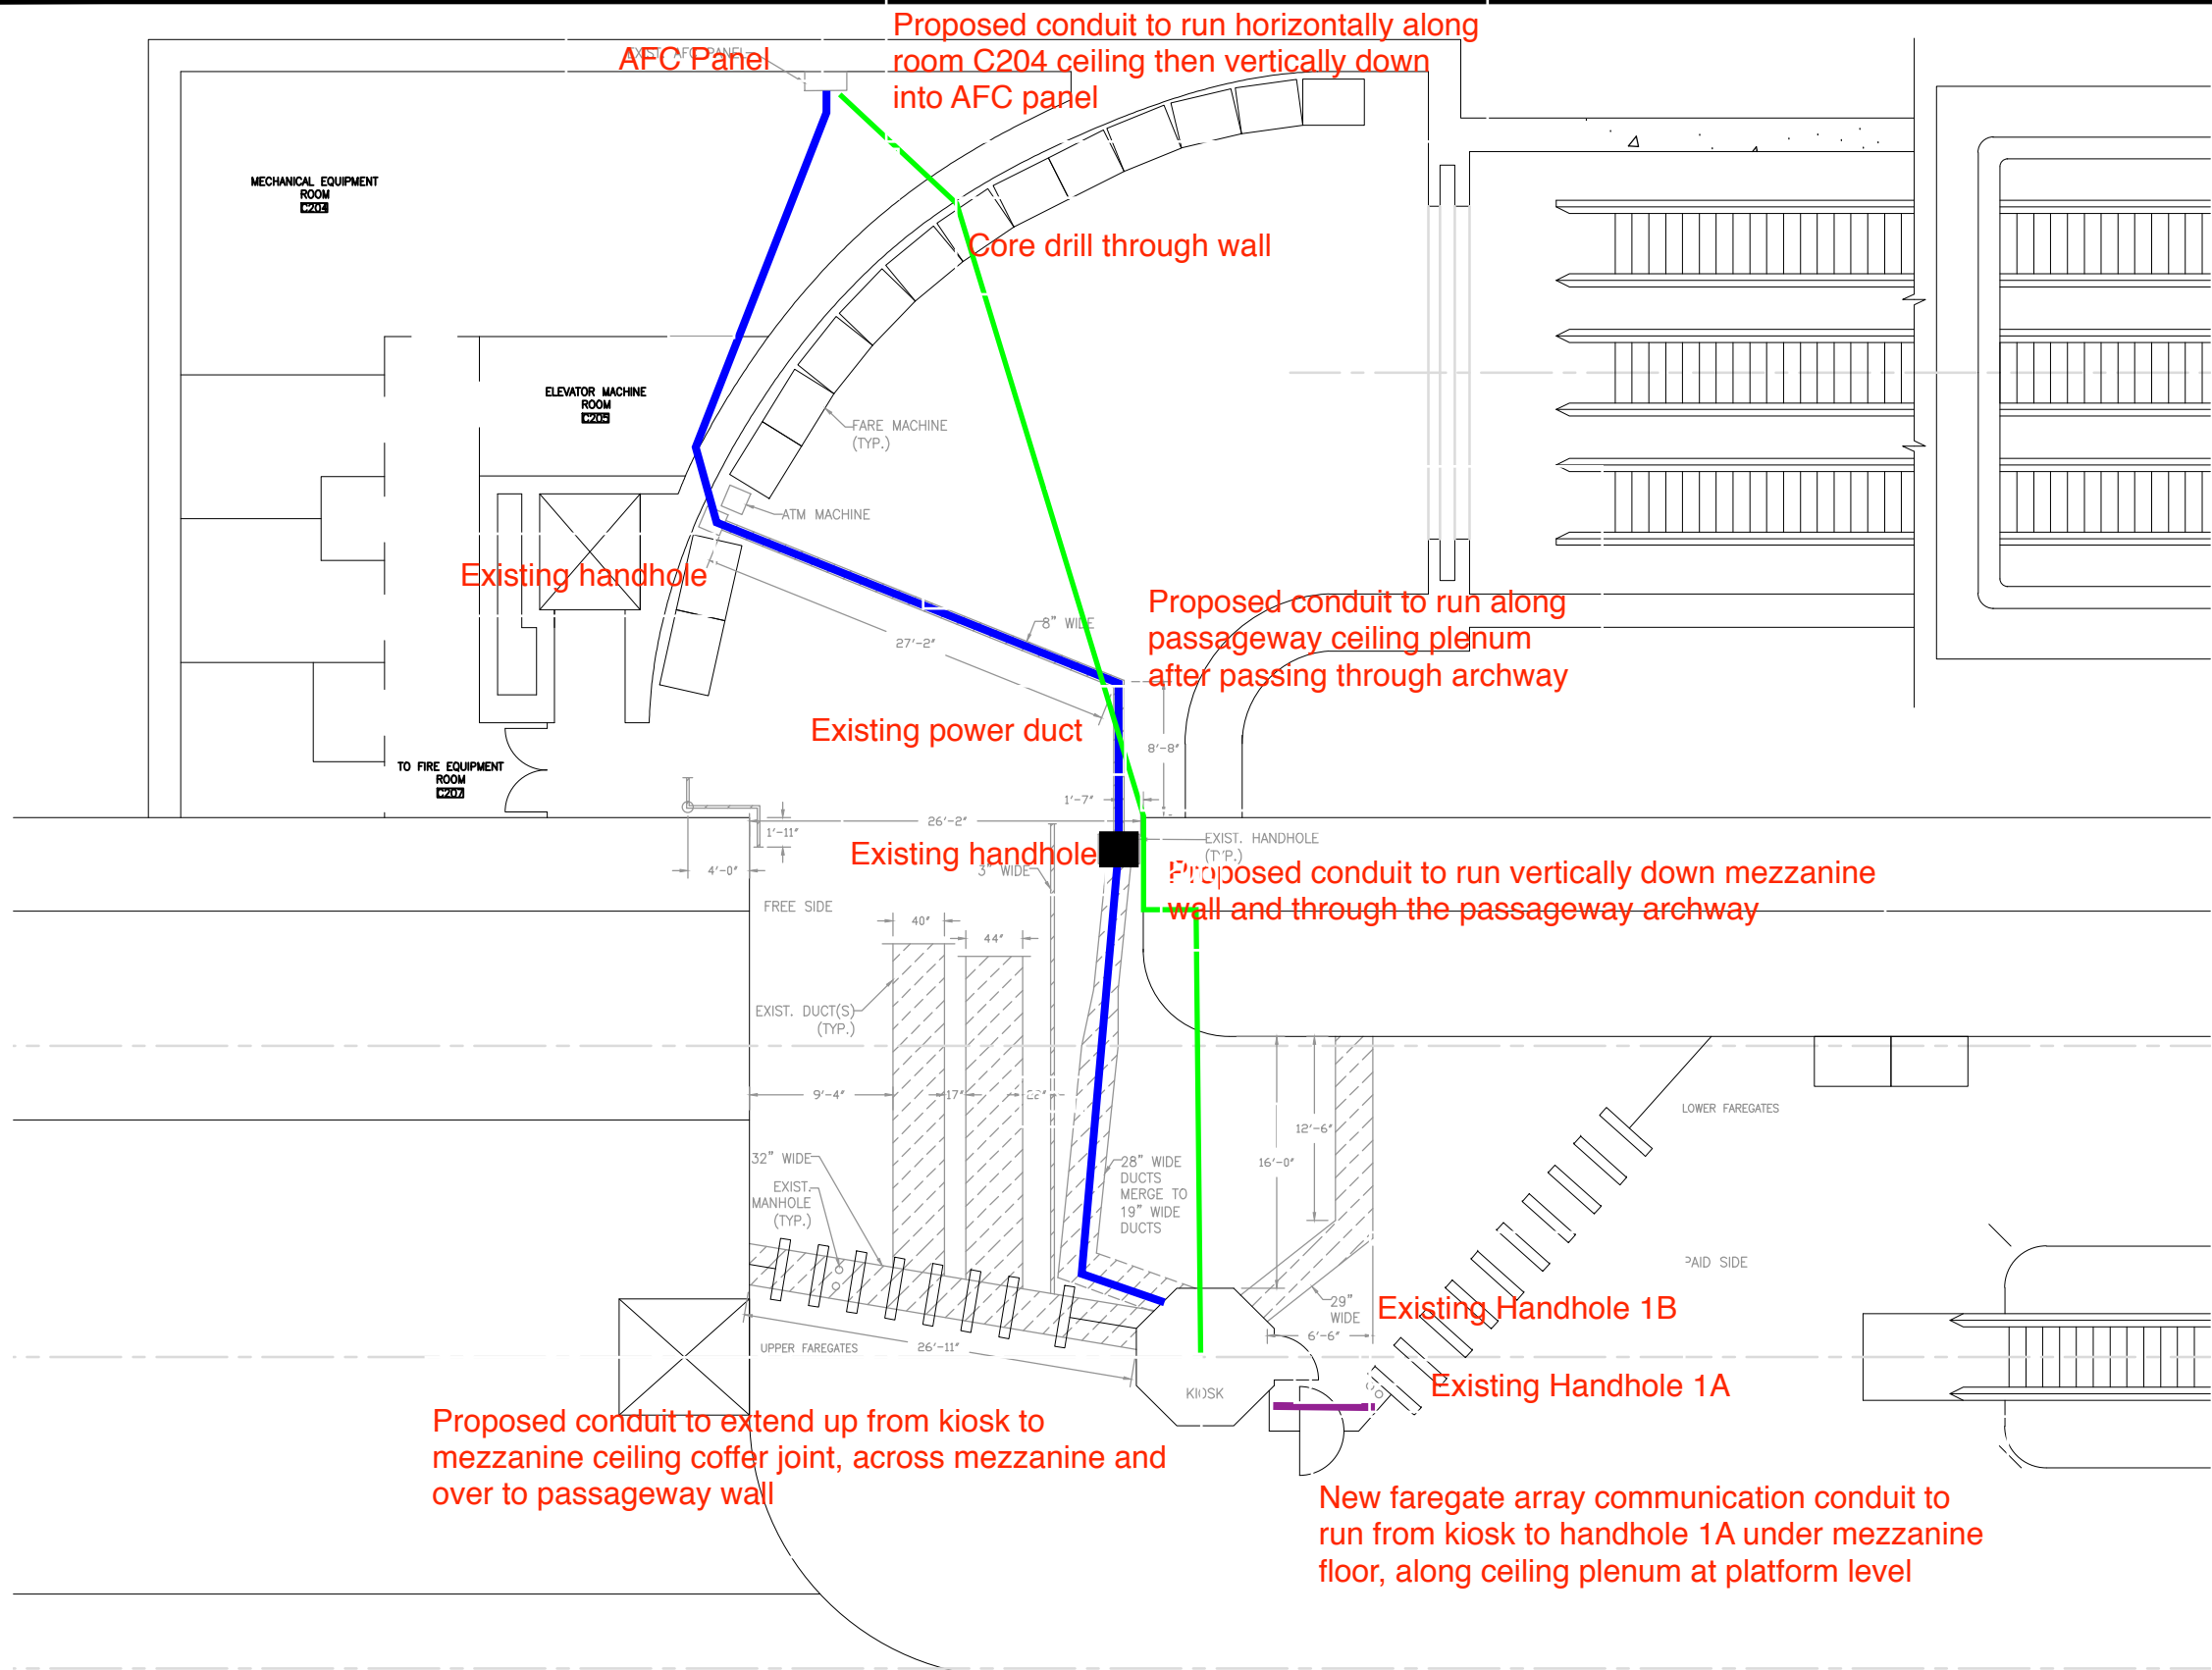 Proposed conduit to run horizontally along
room C204 ceiling then vertically down
into AFC panel
EXIST. AFC PANEL
AFC Panel
MECHANICAL EQUIPMENT
ROOM
C204
Core drill through wall
ELEVATOR MACHINE
ROOM
C205
FARE MACHINE
(TYP.)
ATM MACHINE
Existing handhole
8" WIDE
27'-2"
Proposed conduit to run along
passageway ceiling plenum
after passing through archway
Existing power duct
8'-8"
TO FIRE EQUIPMENT
ROOM
C207
1'-7"
26'-2"
1'-11"
4'-0"
Existing handhole
EXIST. HANDHOLE
(TYP.)
3" WIDE
Proposed conduit to run vertically down mezzanine
wall and through the passageway archway
FREE SIDE
40"
44"
EXIST. DUCT(S)
(TYP.)
9'-4"
17"
LOWER FAREGATES
12'-6"
16'-0"
32" WIDE
EXIST.
MANHOLE
(TYP.)
28" WIDE
DUCTS
MERGE TO
19" WIDE
DUCTS
PAID SIDE
29"
WIDE
Existing Handhole 1B
6'-6"
UPPER FAREGATES
26'-11"
KIOSK
Existing Handhole 1A
Proposed conduit to extend up from kiosk to
mezzanine ceiling coffer joint, across mezzanine and
over to passageway wall
New faregate array communication conduit to
run from kiosk to handhole 1A under mezzanine
floor, along ceiling plenum at platform level